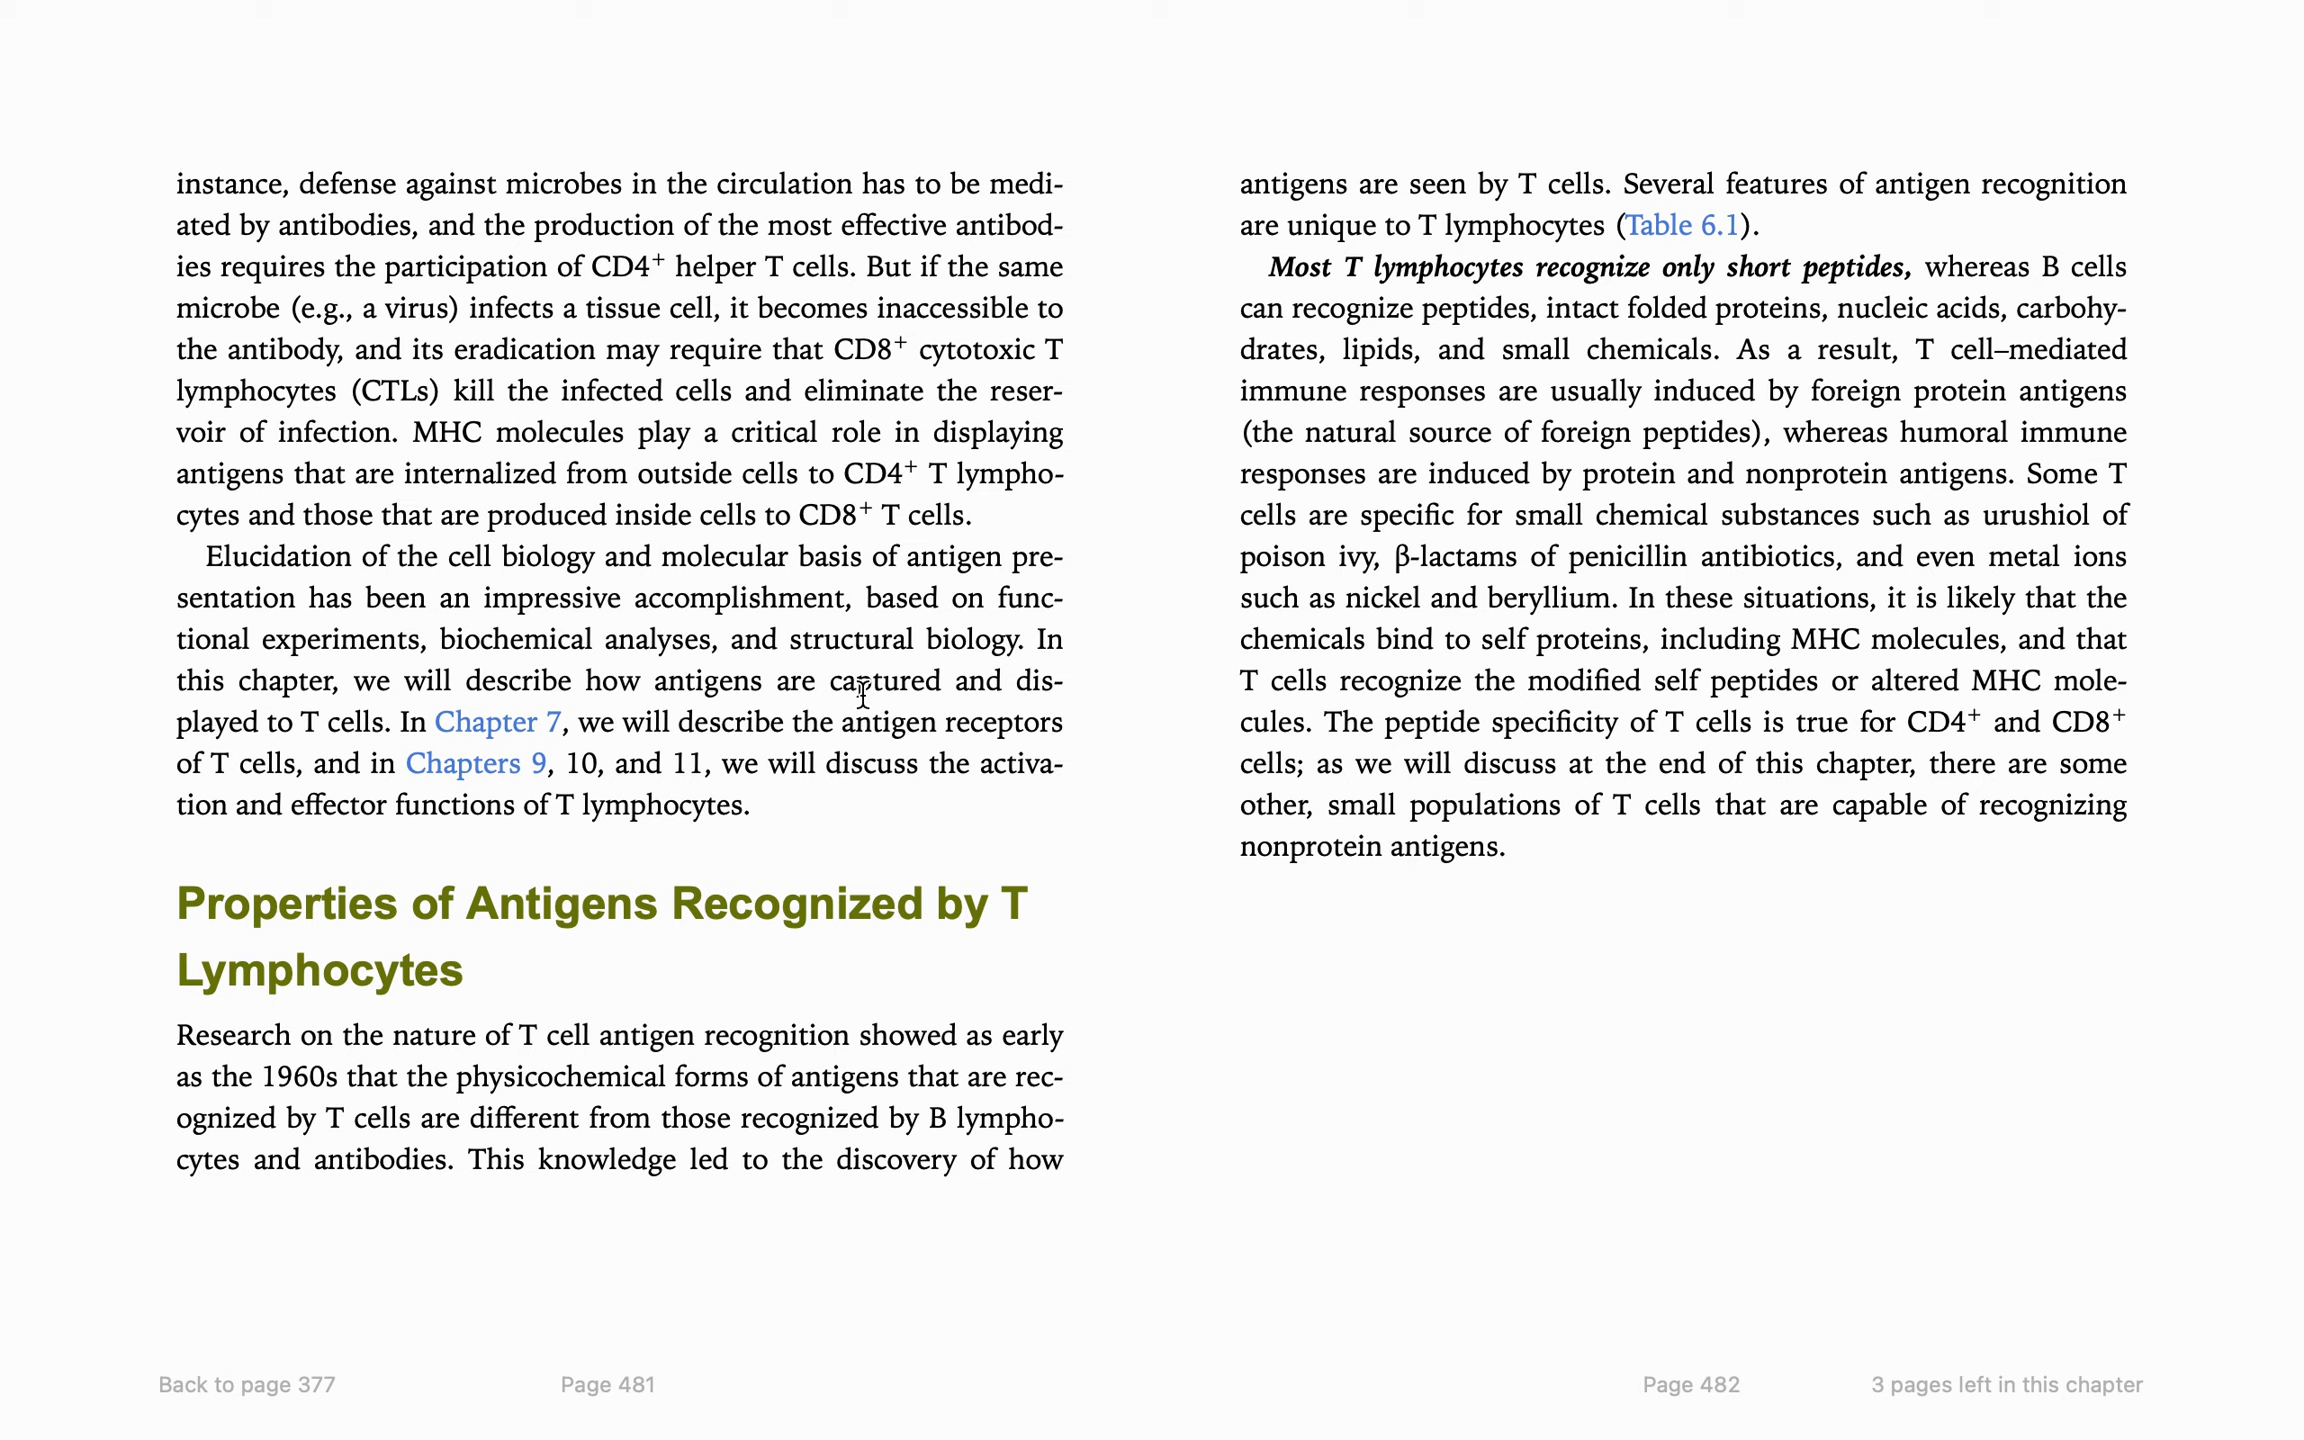 instance, defense against microbes in the circulation has to be medi-
ated by antibodies, and the production of the most effective antibod-
ies requires the participation of CD4⁺ helper T cells. But if the same
microbe (e.g., a virus) infects a tissue cell, it becomes inaccessible to
the antibody, and its eradication may require that CD8⁺ cytotoxic T
lymphocytes (CTLs) kill the infected cells and eliminate the reser-
voir of infection. MHC molecules play a critical role in displaying
antigens that are internalized from outside cells to CD4⁺ T lympho-
cytes and those that are produced inside cells to CD8⁺ T cells.
Elucidation of the cell biology and molecular basis of antigen pre-
sentation has been an impressive accomplishment, based on func-
tional experiments, biochemical analyses, and structural biology. In
this chapter, we will describe how antigens are captured and dis-
played to T cells. In Chapter 7, we will describe the antigen receptors
of T cells, and in Chapters 9, 10, and 11, we will discuss the activa-
tion and effector functions of T lymphocytes.
Properties of Antigens Recognized by T
Lymphocytes
Research on the nature of T cell antigen recognition showed as early
as the 1960s that the physicochemical forms of antigens that are rec-
ognized by T cells are different from those recognized by B lympho-
cytes and antibodies. This knowledge led to the discovery of how
antigens are seen by T cells. Several features of antigen recognition
are unique to T lymphocytes (Table 6.1).
Most T lymphocytes recognize only short peptides, whereas B cells
can recognize peptides, intact folded proteins, nucleic acids, carbohy-
drates, lipids, and small chemicals. As a result, T cell–mediated
immune responses are usually induced by foreign protein antigens
(the natural source of foreign peptides), whereas humoral immune
responses are induced by protein and nonprotein antigens. Some T
cells are specific for small chemical substances such as urushiol of
poison ivy, β-lactams of penicillin antibiotics, and even metal ions
such as nickel and beryllium. In these situations, it is likely that the
chemicals bind to self proteins, including MHC molecules, and that
T cells recognize the modified self peptides or altered MHC mole-
cules. The peptide specificity of T cells is true for CD4⁺ and CD8⁺
cells; as we will discuss at the end of this chapter, there are some
other, small populations of T cells that are capable of recognizing
nonprotein antigens.
Back to page 377
Page 481
Page 482
3 pages left in this chapter